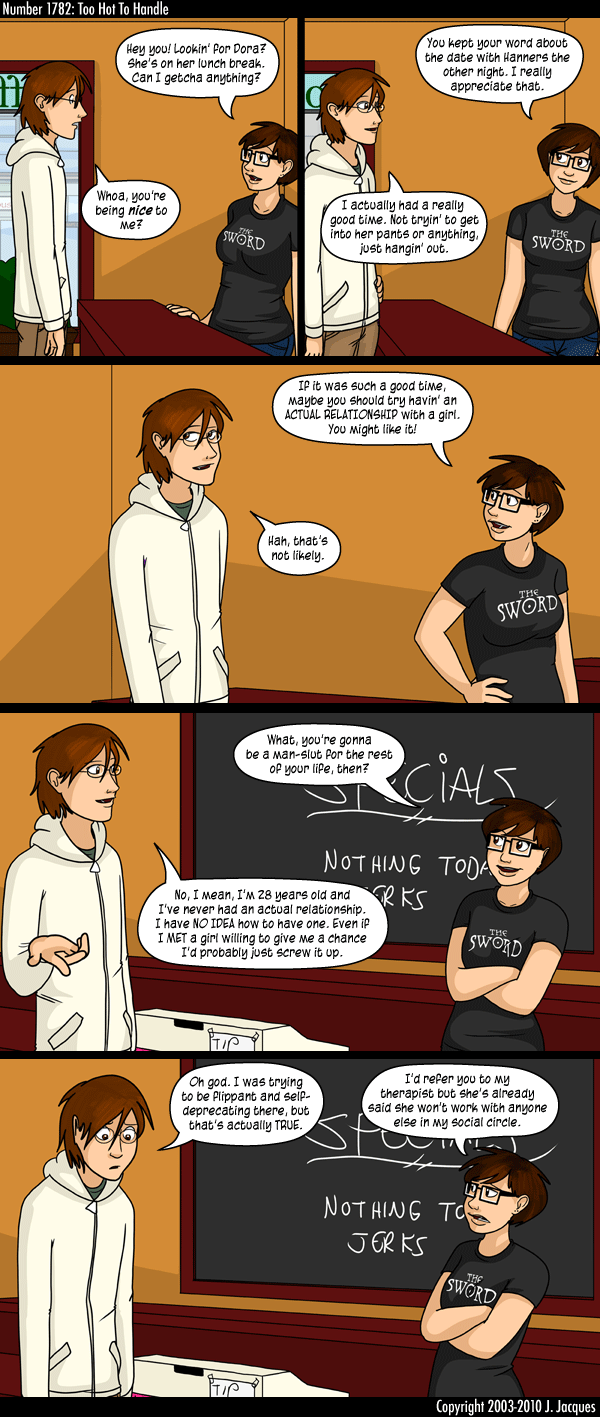 Number 1782: Too Hot To Handle
Hey you! Lookin' for Dora?
She's on her lunch break.
Can I getcha anything?
Whoa, you're
being nice to
me?
THE
SWORD
You kept your word about
the date with Hanners the
other night. I really
appreciate that.
I actually had a really
good time. Not tryin' to get
into her pants or anything,
just hangin' out.
THE
SWORD
If it was such a good time,
maybe you should try havin' an
ACTUAL RELATIONSHIP with a girl.
You might like it!
Hah, that's
not likely.
THE
SWORD
What, you're gonna
be a man-slut for the rest
of your life, then?
SPECIALS
NOTHING TODA
JERKS
No, I mean, I'm 28 years old and
I've never had an actual relationship.
I have NO IDEA how to have one. Even if
I MET a girl willing to give me a chance
I'd probably just screw it up.
THE
SWORD
TIP
Oh god. I was trying
to be flippant and self-
deprecating there, but
that's actually TRUE.
I'd refer you to my
therapist but she's already
said she won't work with anyone
else in my social circle.
SPECIALS
NOTHING TO
JERKS
THE
SWORD
TIP
Copyright 2003-2010 J. Jacques